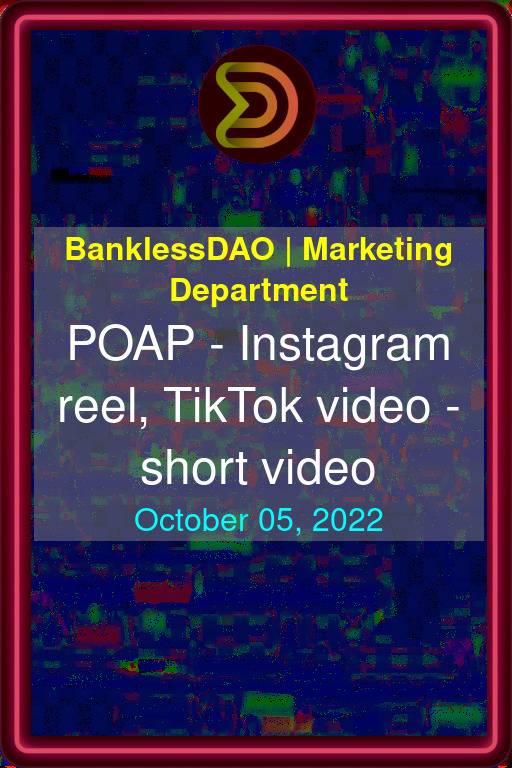 BanklessDAO | Marketing
Department
POAP - Instagram
reel, TikTok video -
short video
October 05, 2022